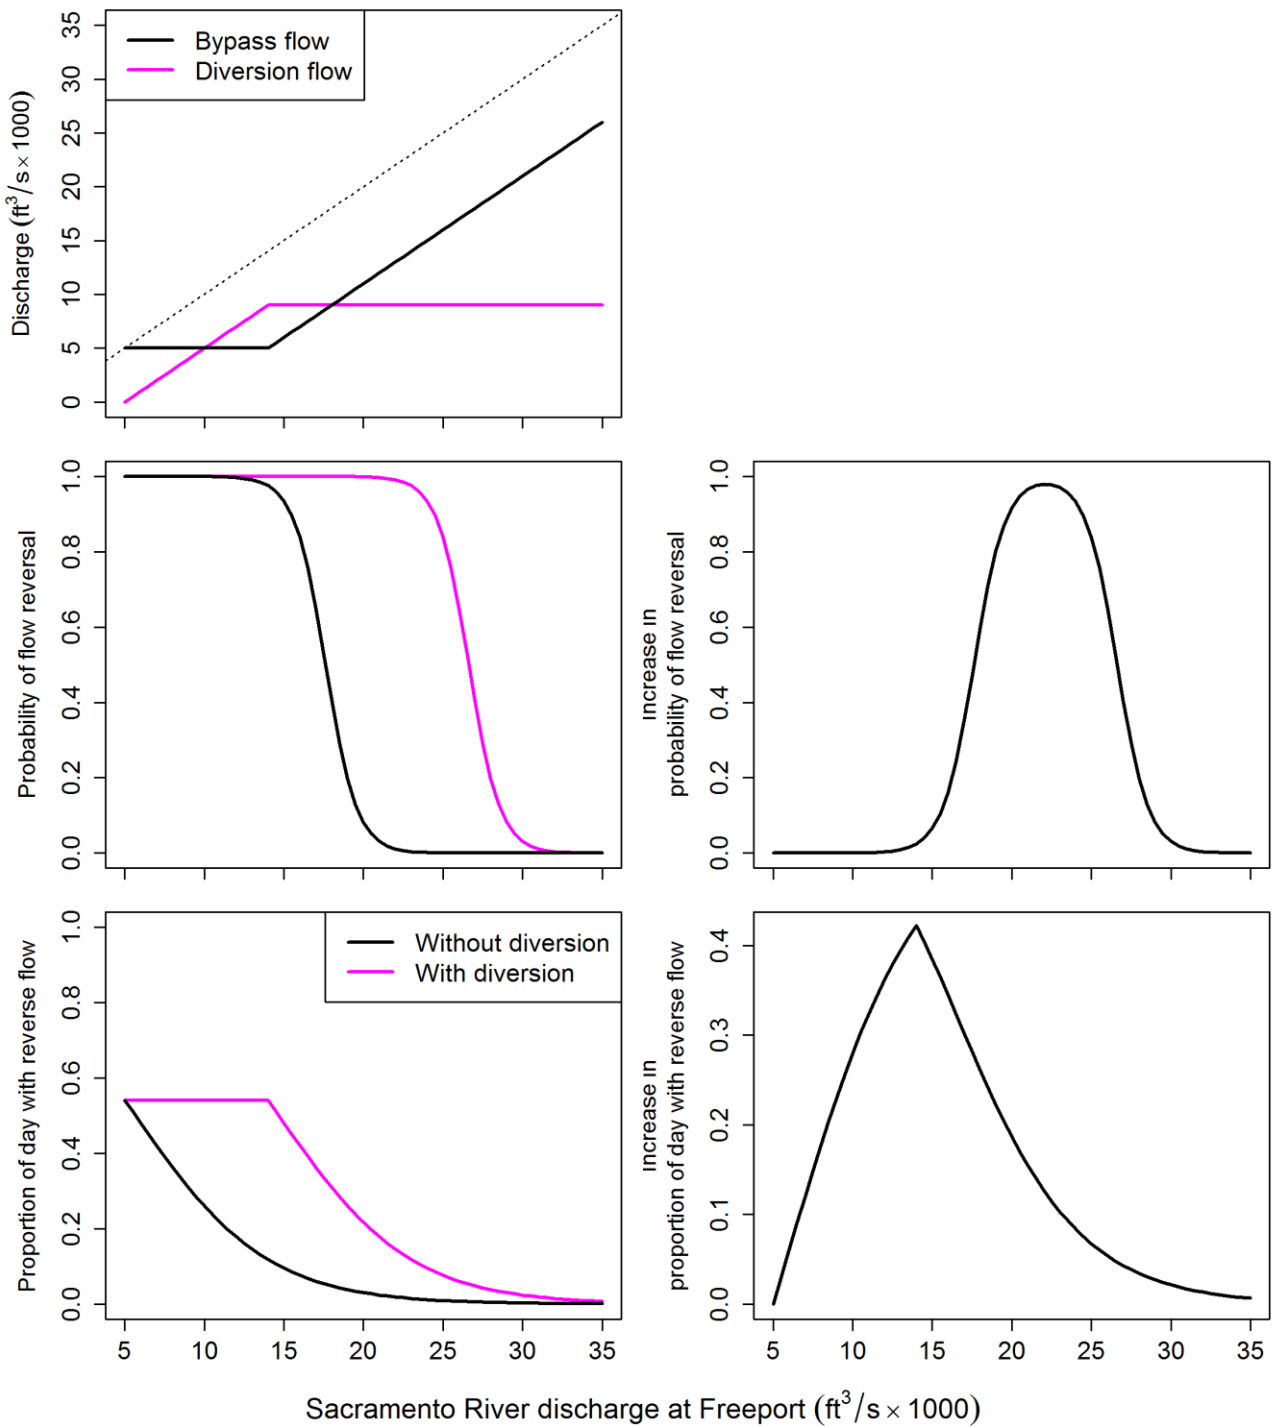 35
30
25
20
15
10
5
0
Discharge (ft³/s × 1000)
Bypass flow
Diversion flow
1.0
0.8
0.6
0.4
0.2
0.0
Probability of flow reversal
1.0
0.8
0.6
0.4
0.2
0.0
Increase in
probability of flow reversal
1.0
0.8
0.6
0.4
0.2
0.0
Proportion of day with reverse flow
Without diversion
With diversion
5 10 15 20 25 30 35
0.4
0.3
0.2
0.1
0.0
Increase in
proportion of day with reverse flow
5 10 15 20 25 30 35
Sacramento River discharge at Freeport (ft³/s × 1000)